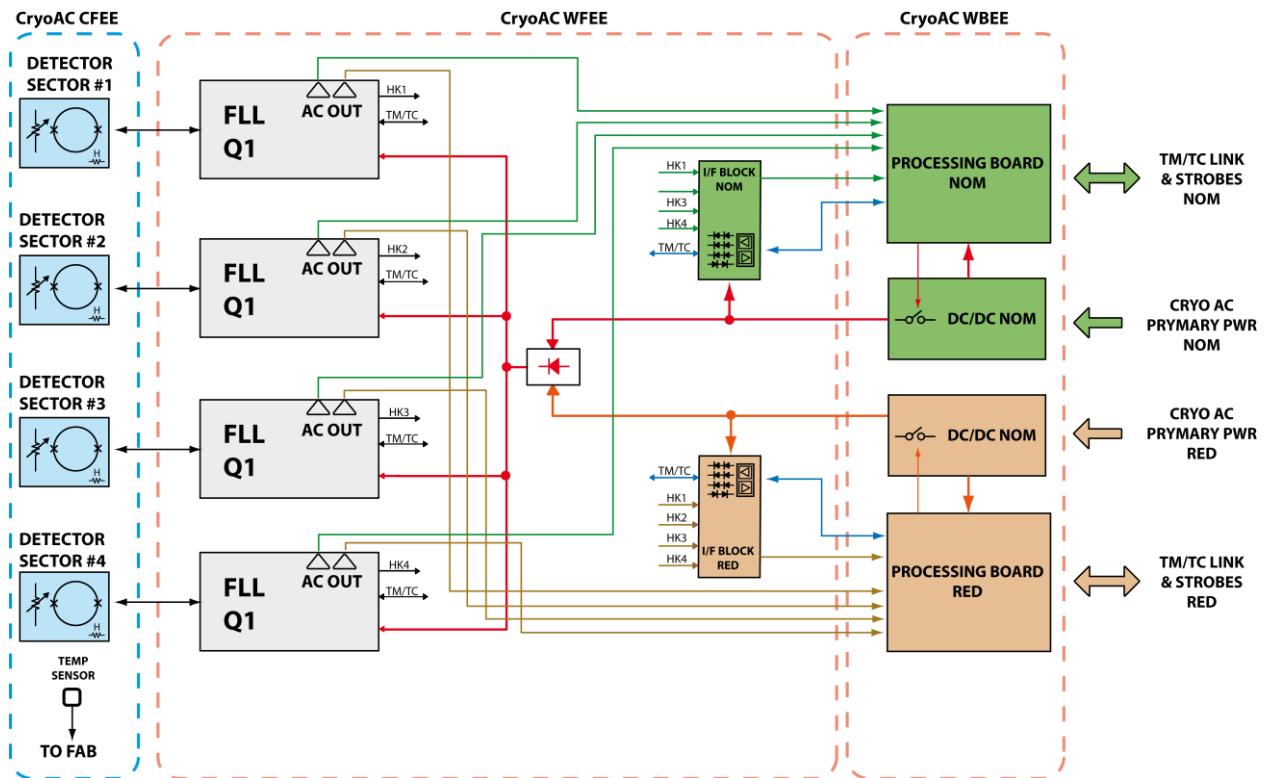 CryoAC CFEE
CryoAC WFEE
CryoAC WBEE
DETECTOR
SECTOR #1
H
FLL
Q1
AC OUT
HK1
TM/TC
DETECTOR
SECTOR #2
H
FLL
Q1
AC OUT
HK2
TM/TC
DETECTOR
SECTOR #3
H
FLL
Q1
AC OUT
HK3
TM/TC
DETECTOR
SECTOR #4
H
FLL
Q1
AC OUT
HK4
TM/TC
TEMP
SENSOR
TO FAB
HK1
HK3
HK4
TM/TC
I/F BLOCK
NOM
TM/TC
HK1
HK2
HK3
HK4
I/F BLOCK
RED
PROCESSING BOARD
NOM
DC/DC NOM
DC/DC NOM
PROCESSING BOARD
RED
TM/TC LINK
& STROBES
NOM
CRYO AC
PRYMARY PWR
NOM
CRYO AC
PRYMARY PWR
RED
TM/TC LINK
& STROBES
RED